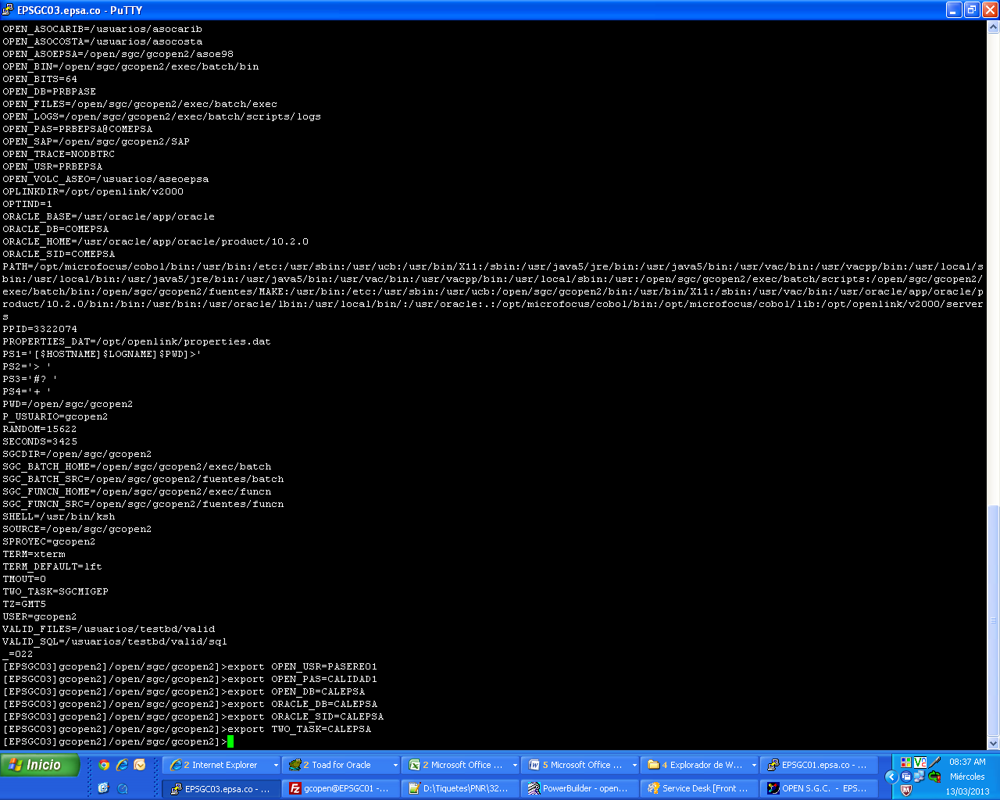 EPSGC03.epsa.co - PuTTY
OPEN_ASOCARIB=/usuarios/asocarib
OPEN_ASOCOSTA=/usuarios/asocosta
OPEN_ASOEPSA=/open/sgc/gcopen2/asoe98
OPEN_BIN=/open/sgc/gcopen2/exec/batch/bin
OPEN_BITS=64
OPEN_DB=PRBPASE
OPEN_FILES=/open/sgc/gcopen2/exec/batch/exec
OPEN_LOGS=/open/sgc/gcopen2/exec/batch/scripts/logs
OPEN_PAS=PRBEPSA@COMEPSA
OPEN_SAP=/open/sgc/gcopen2/SAP
OPEN_TRACE=NODBTRC
OPEN_USR=PRBEPSA
OPEN_VOLC_ASEO=/usuarios/aseoepsa
OPLINKDIR=/opt/openlink/v2000
OPTIND=1
ORACLE_BASE=/usr/oracle/app/oracle
ORACLE_DB=COMEPSA
ORACLE_HOME=/usr/oracle/app/oracle/product/10.2.0
ORACLE_SID=COMEPSA
PATH=/opt/microfocus/cobol/bin:/usr/bin:/etc:/usr/sbin:/usr/ucb:/usr/bin/X11:/sbin:/usr/java5/jre/bin:/usr/java5/bin:/usr/vac/bin:/usr/vacpp/bin:/usr/local/s
bin:/usr/local/bin:/usr/java5/jre/bin:/usr/java5/bin:/usr/vac/bin:/usr/vacpp/bin:/usr/local/sbin:/usr:/open/sgc/gcopen2/exec/batch/scripts:/open/sgc/gcopen2/
exec/batch/bin:/open/sgc/gcopen2/fuentes/MAKE:/usr/bin:/etc:/usr/sbin:/usr/ucb:/open/sgc/gcopen2/bin:/usr/bin/X11:/sbin:/usr/vac/bin:/usr/oracle/app/oracle/p
roduct/10.2.0/bin:/bin:/usr/bin:/usr/oracle/lbin:/usr/local/bin/:/usr/oracle:.:/opt/microfocus/cobol/bin:/opt/microfocus/cobol/lib:/opt/openlink/v2000/server
s
PPID=3322074
PROPERTIES_DAT=/opt/openlink/properties.dat
PS1='[$HOSTNAME]$LOGNAME]$PWD]>'
PS2='> '
PS3='#? '
PS4='+ '
PWD=/open/sgc/gcopen2
P_USUARIO=gcopen2
RANDOM=15622
SECONDS=3425
SGCDIR=/open/sgc/gcopen2
SGC_BATCH_HOME=/open/sgc/gcopen2/exec/batch
SGC_BATCH_SRC=/open/sgc/gcopen2/fuentes/batch
SGC_FUNCN_HOME=/open/sgc/gcopen2/exec/funcn
SGC_FUNCN_SRC=/open/sgc/gcopen2/fuentes/funcn
SHELL=/usr/bin/ksh
SOURCE=/open/sgc/gcopen2
SPROYEC=gcopen2
TERM=xterm
TERM_DEFAULT=lft
TMOUT=0
TWO_TASK=SGCMIGEP
TZ=GMT5
USER=gcopen2
VALID_FILES=/usuarios/testbd/valid
VALID_SQL=/usuarios/testbd/valid/sql
_=022
[EPSGC03]gcopen2]/open/sgc/gcopen2]>export OPEN_USR=PASERE01
[EPSGC03]gcopen2]/open/sgc/gcopen2]>export OPEN_PAS=CALIDAD1
[EPSGC03]gcopen2]/open/sgc/gcopen2]>export OPEN_DB=CALEPSA
[EPSGC03]gcopen2]/open/sgc/gcopen2]>export ORACLE_DB=CALEPSA
[EPSGC03]gcopen2]/open/sgc/gcopen2]>export ORACLE_SID=CALEPSA
[EPSGC03]gcopen2]/open/sgc/gcopen2]>export TWO_TASK=CALEPSA
[EPSGC03]gcopen2]/open/sgc/gcopen2]>
Inicio
2 Internet Explorer
2 Toad for Oracle
2 Microsoft Office ...
5 Microsoft Office ...
4 Explorador de W...
EPSGC01.epsa.co - ...
08:37 AM
Miércoles
EPSGC03.epsa.co - ...
gcopen@EPSGC01 -...
D:\Tiquetes\PNR\32...
PowerBuilder - open...
Service Desk [Front ...
OPEN S.G.C. - EPS...
13/03/2013